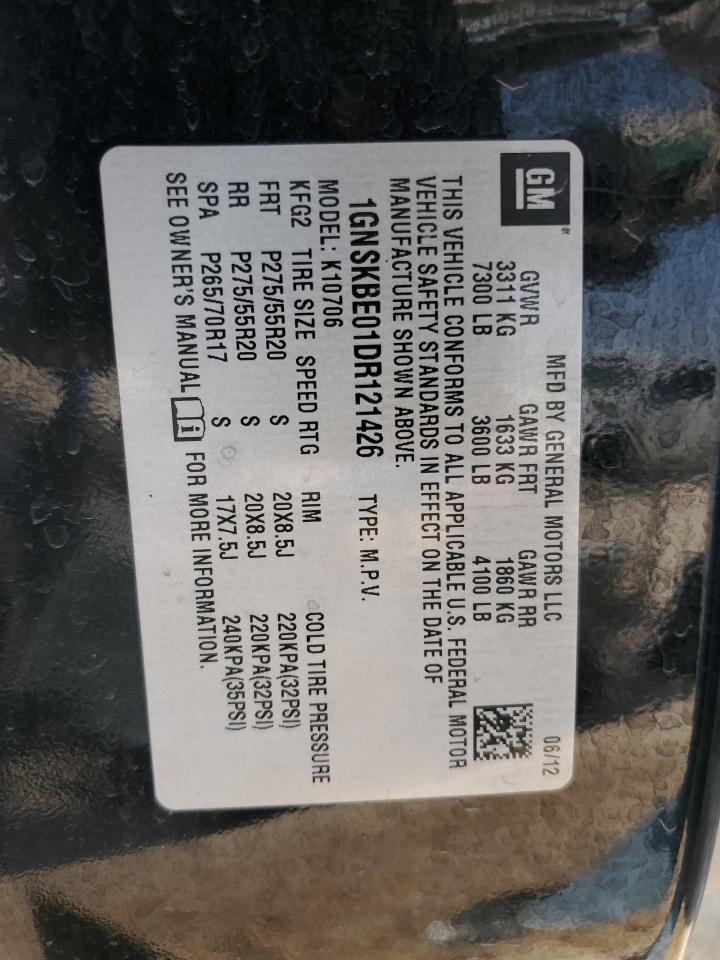 GM
MFD BY GENERAL MOTORS LLC 06/12
GVWR GAWR FRT GAWR RR
3311 KG 1633 KG 1860 KG
7300 LB 3600 LB 4100 LB
THIS VEHICLE CONFORMS TO ALL APPLICABLE U.S. FEDERAL MOTOR
VEHICLE SAFETY STANDARDS IN EFFECT ON THE DATE OF
MANUFACTURE SHOWN ABOVE.
1GNSKBE01DR121426 TYPE: M.P.V.
MODEL: K10706
KFG2 TIRE SIZE SPEED RTG RIM COLD TIRE PRESSURE
FRT P275/55R20 S 20X8.5J 220KPA(32PSI)
RR P275/55R20 S 20X8.5J 220KPA(32PSI)
SPA P265/70R17 S 17X7.5J 240KPA(35PSI)
SEE OWNER'S MANUAL i FOR MORE INFORMATION.